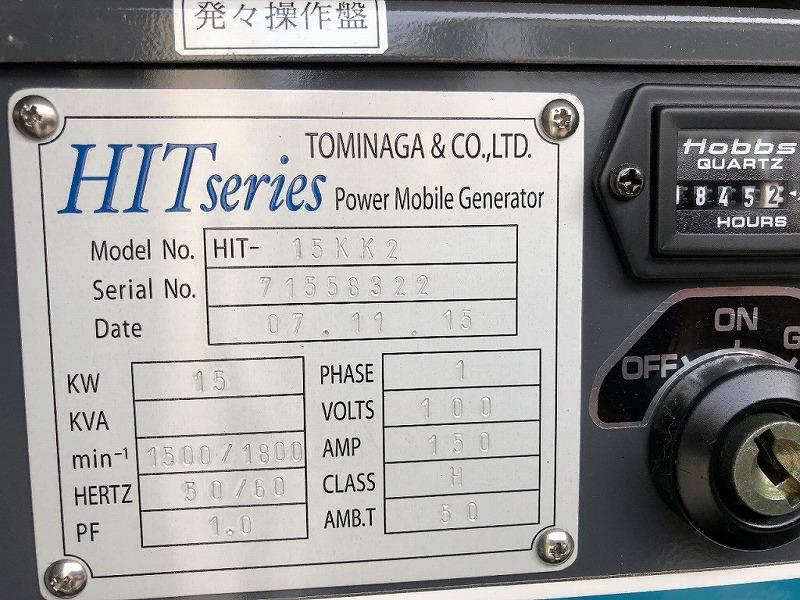 発々操作盤
TOMINAGA & CO.,LTD.
HITseries
Power Mobile Generator
Model No. HIT- 15KK2
Serial No. 71558322
Date 07.11.15
KW 15
KVA
min-1 1500/1800
HERTZ 50/60
PF 1.0
PHASE 1
VOLTS 100
AMP 150
CLASS H
AMB.T 50
Hobbs
QUARTZ
18452
HOURS
OFF
ON
G